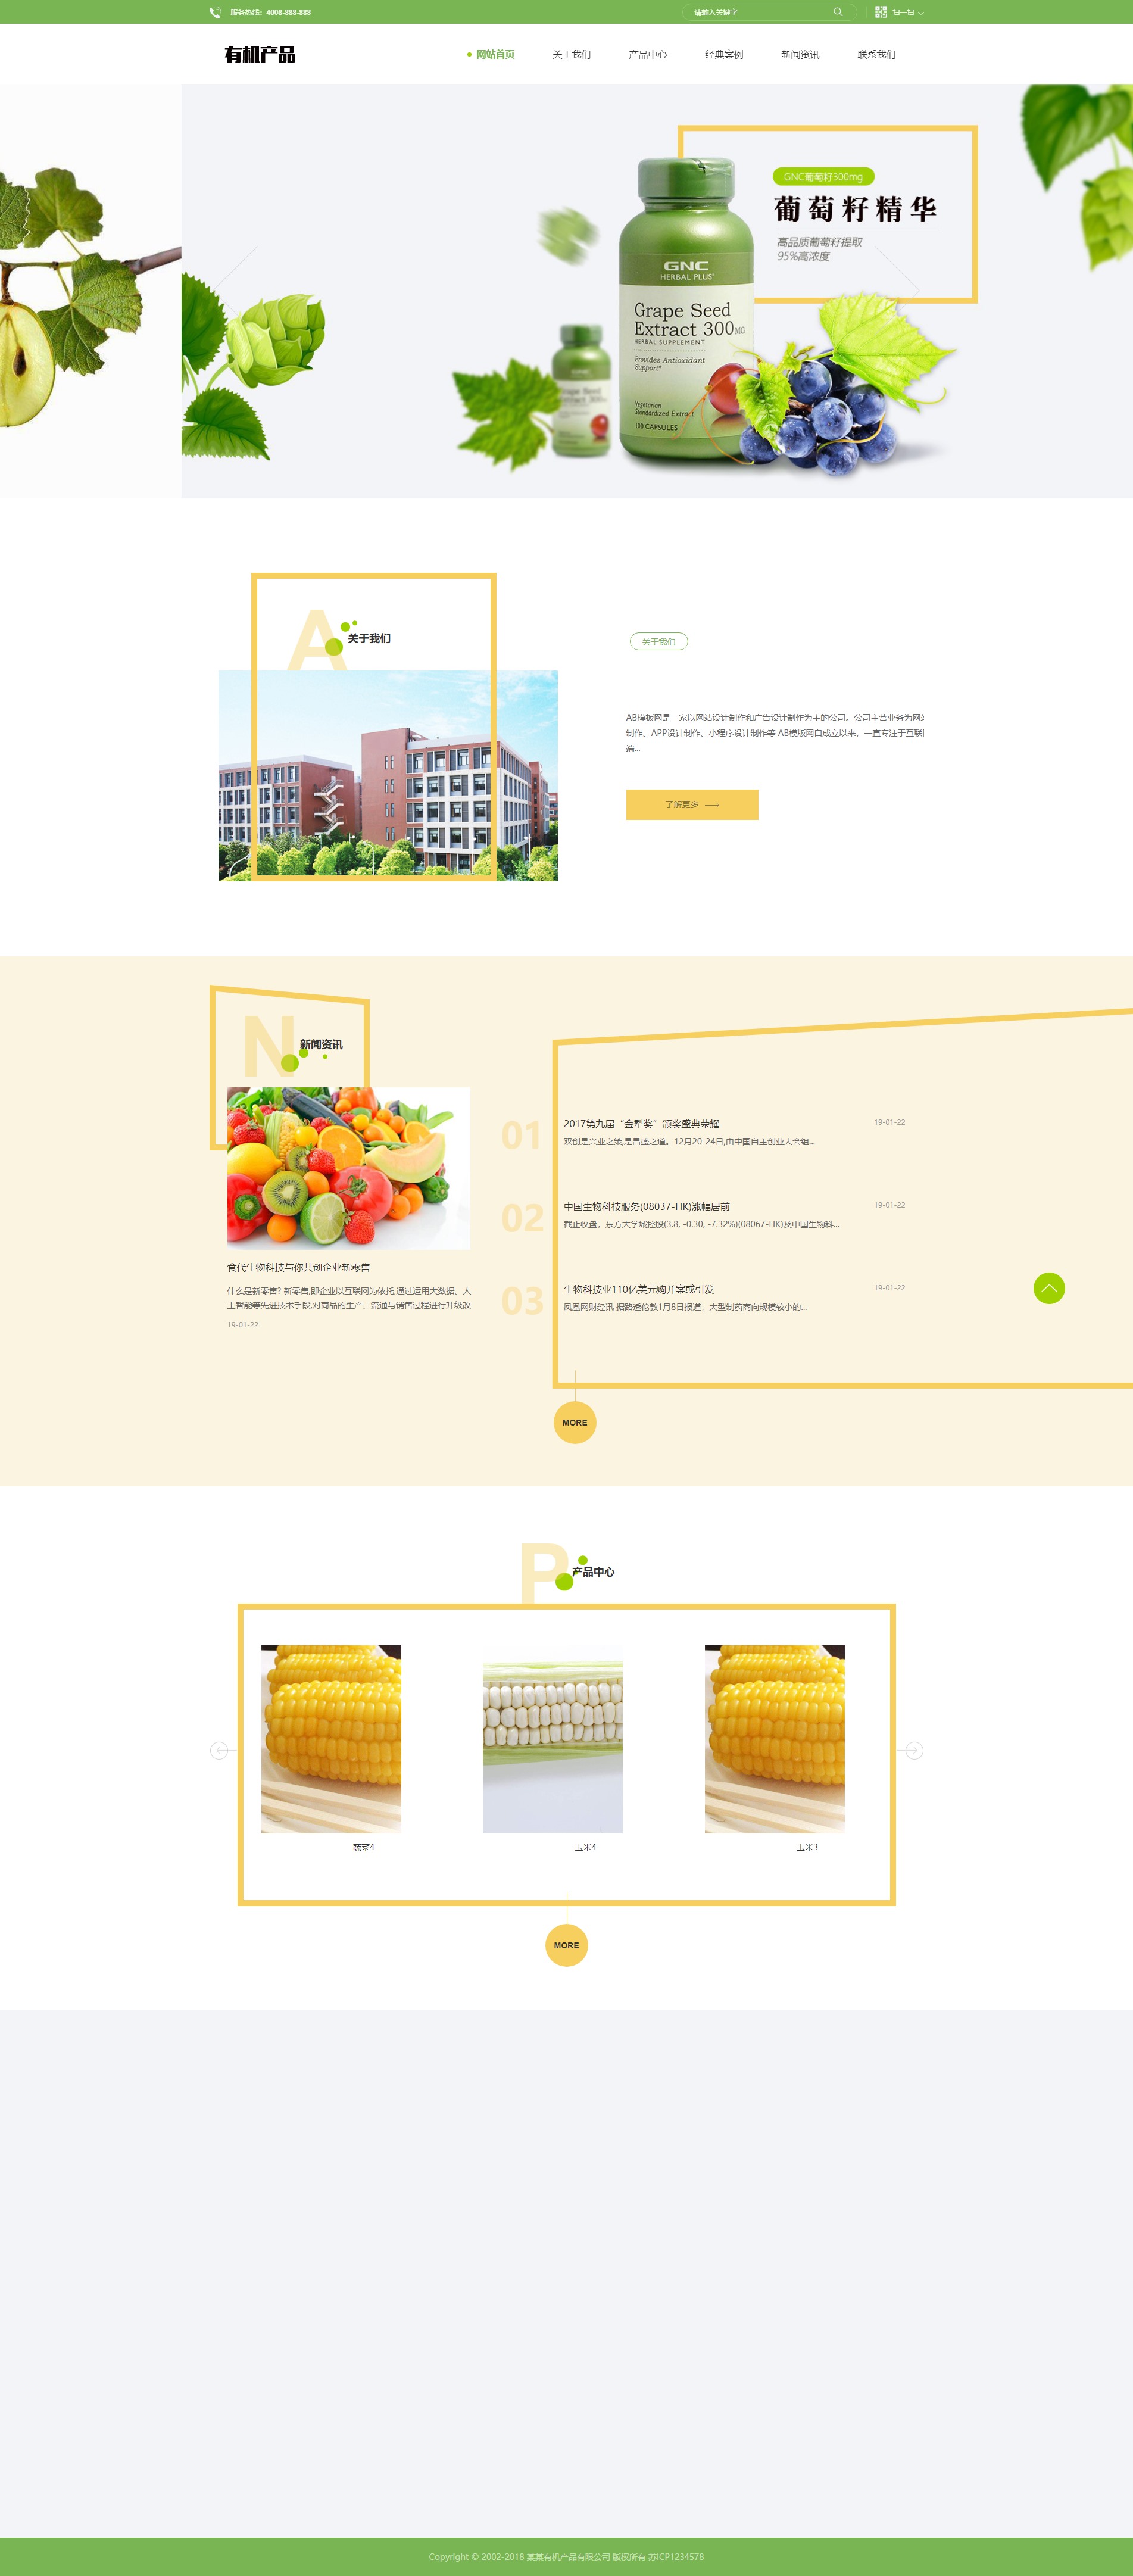 服务热线：4008-888-888
请输入关键字
扫一扫
有机产品
网站首页
关于我们
产品中心
经典案例
新闻资讯
联系我们
GNC葡萄籽300mg
葡萄籽精华
高品质葡萄籽提取
95%高浓度
GNC
HERBAL PLUS
Grape Seed
Extract 300MG
HERBAL SUPPLEMENT
Provides Antioxidant
Support*
Vegetarian
Standardized Extract
100 CAPSULES
A
关于我们
关于我们
AB模板网是一家以网站设计制作和广告设计制作为主的公司。公司主营业务为网站
制作、APP设计制作、小程序设计制作等 AB模版网自成立以来，一直专注于互联
端...
了解更多
N
新闻资讯
食代生物科技与你共创企业新零售
什么是新零售? 新零售,即企业以互联网为依托,通过运用大数据、人
工智能等先进技术手段,对商品的生产、流通与销售过程进行升级改
19-01-22
01
2017第九届“金犁奖”颁奖盛典荣耀
19-01-22
双创是兴业之策,是昌盛之道。12月20-24日,由中国自主创业大会组...
02
中国生物科技服务(08037-HK)涨幅居前
19-01-22
截止收盘，东方大学城控股(3.8, -0.30, -7.32%)(08067-HK)及中国生物科...
03
生物科技业110亿美元购并案或引发
19-01-22
凤凰网财经讯 据路透伦敦1月8日报道，大型制药商向规模较小的...
MORE
P
产品中心
蔬菜4
玉米4
玉米3
MORE
Copyright © 2002-2018 某某有机产品有限公司 版权所有 苏ICP1234578